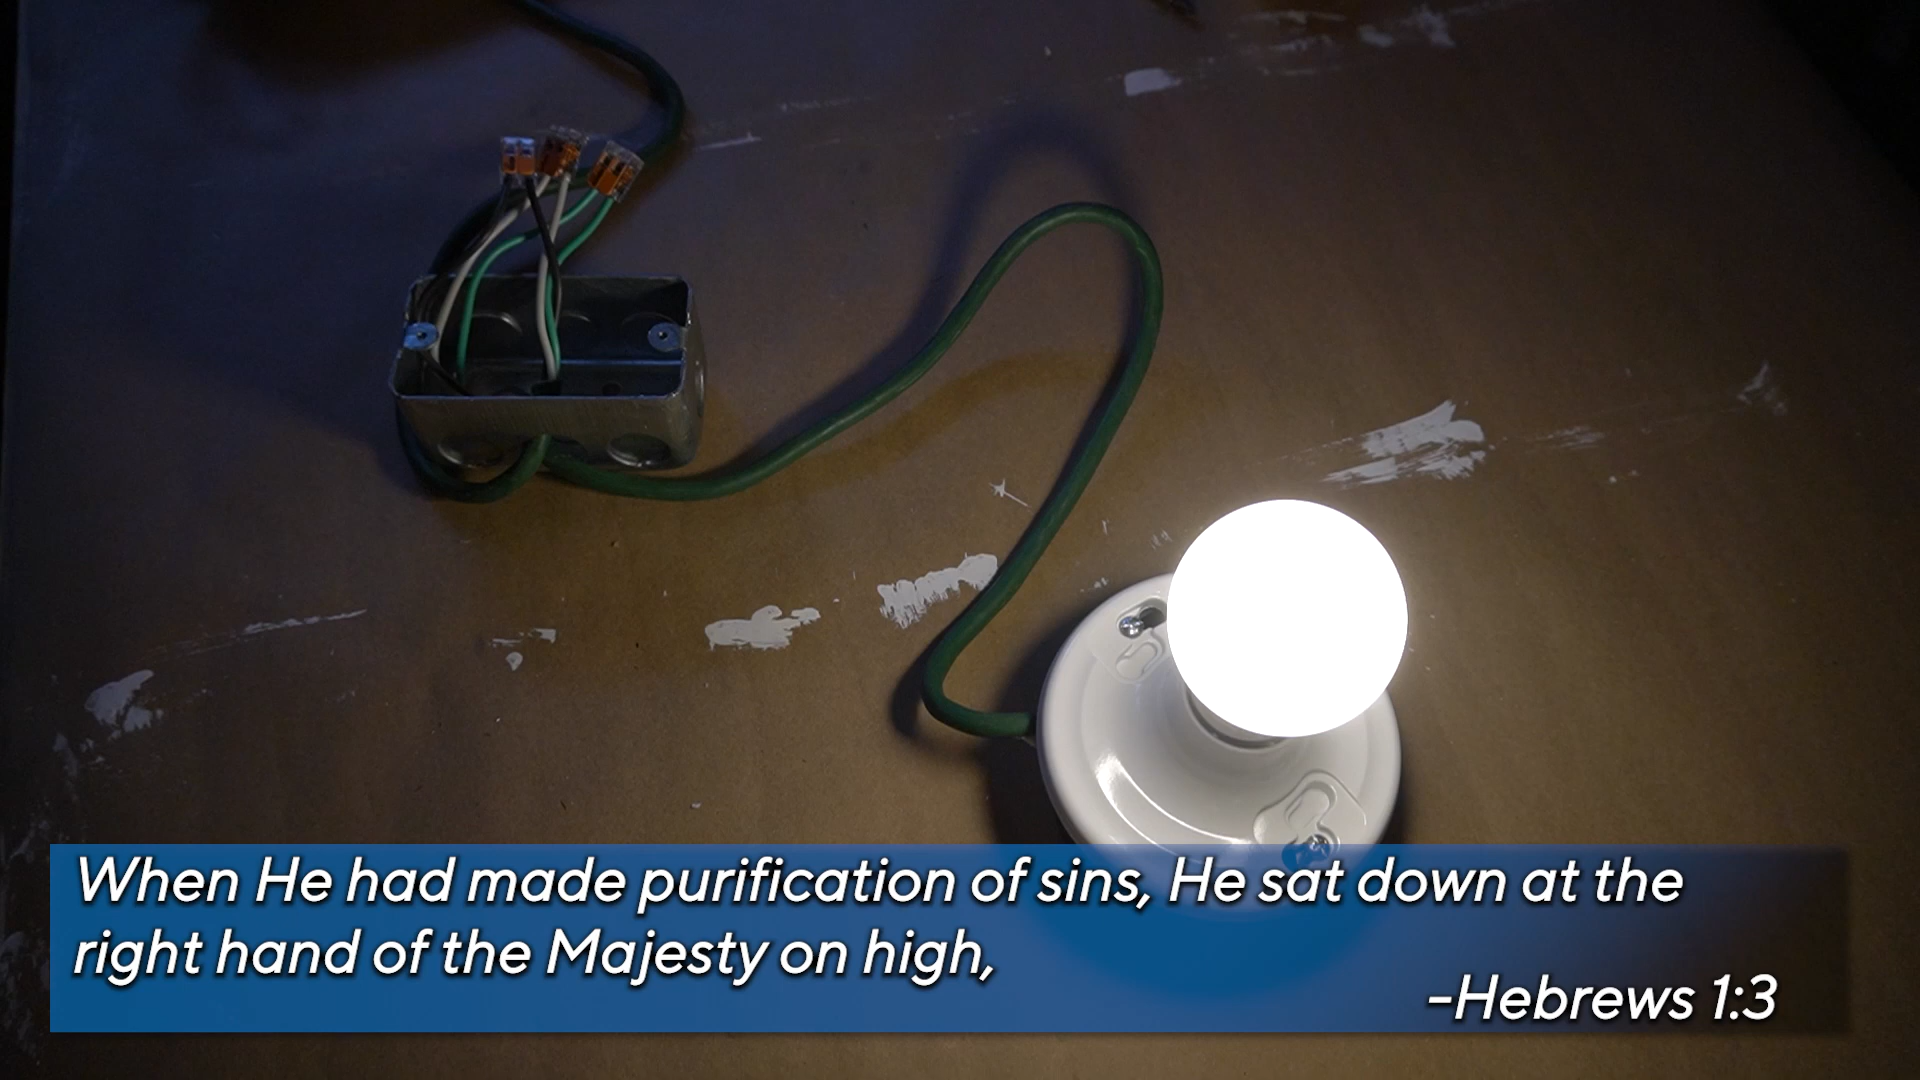 When He had made purification of sins, He sat down at the
right hand of the Majesty on high,
-Hebrews 1:3